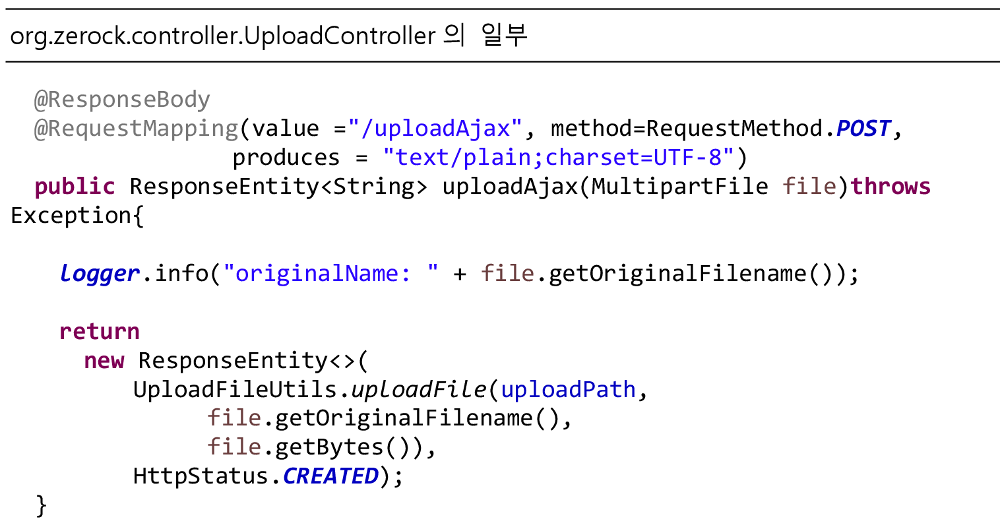 org.zerock.controller.UploadController 의 일부
@ResponseBody
@RequestMapping(value ="/uploadAjax", method=RequestMethod.POST,
produces = "text/plain;charset=UTF-8")
public ResponseEntity<String> uploadAjax(MultipartFile file)throws
Exception{
logger.info("originalName: " + file.getOriginalFilename());
return
new ResponseEntity<>(
UploadFileUtils.uploadFile(uploadPath,
file.getOriginalFilename(),
file.getBytes()),
HttpStatus.CREATED);
}